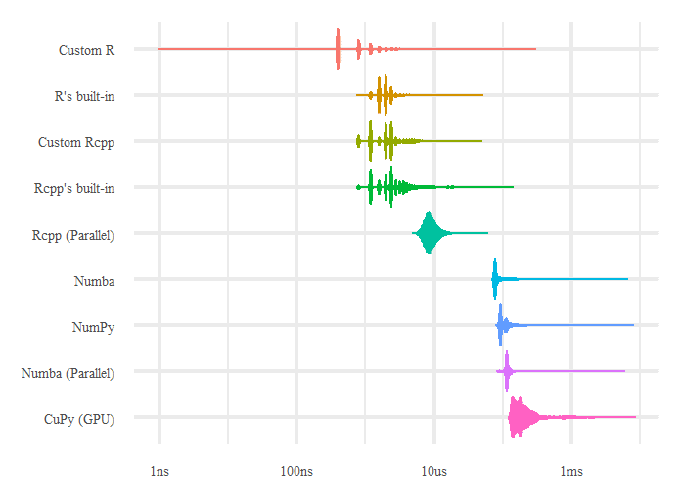 Custom R
R's built-in
Custom Rcpp
Rcpp's built-in
Rcpp (Parallel)
Numba
NumPy
Numba (Parallel)
CuPy (GPU)
1ns 100ns 10us 1ms